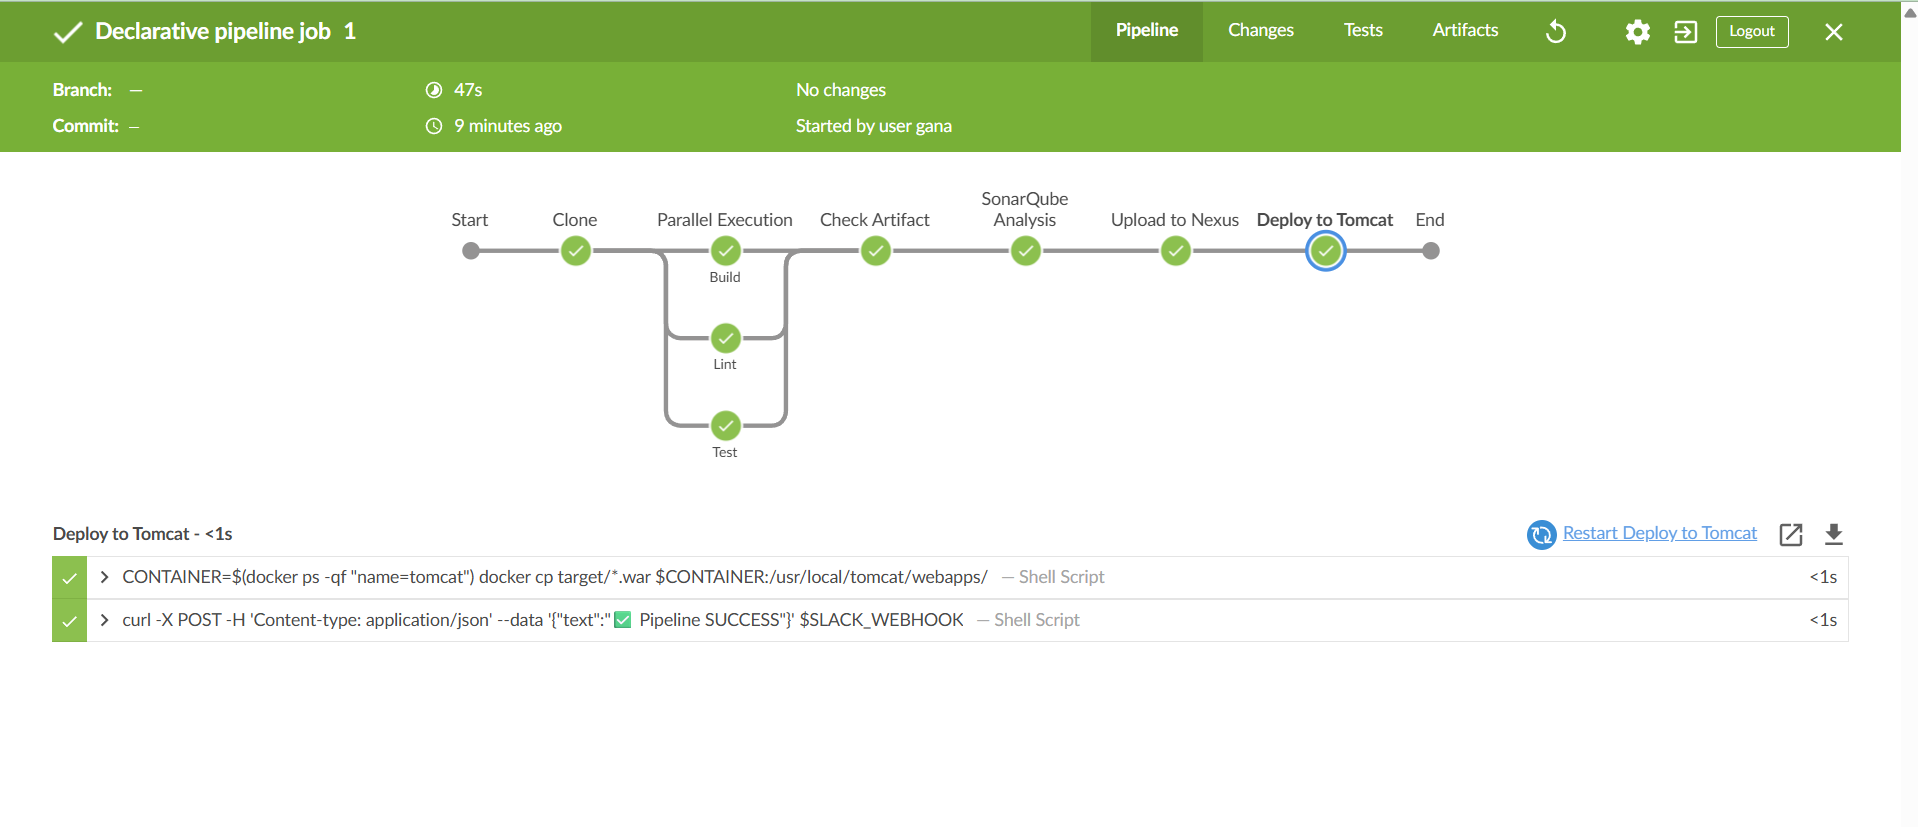 Declarative pipeline job 1
Pipeline Changes Tests Artifacts Logout
Branch: — 47s No changes
Commit: — 9 minutes ago Started by user gana
Start Clone Parallel Execution Check Artifact SonarQube Analysis Upload to Nexus Deploy to Tomcat End
Build
Lint
Test
Deploy to Tomcat - <1s Restart Deploy to Tomcat
CONTAINER=$(docker ps -qf "name=tomcat") docker cp target/*.war $CONTAINER:/usr/local/tomcat/webapps/ — Shell Script <1s
curl -X POST -H 'Content-type: application/json' --data '{"text":"✅ Pipeline SUCCESS"}' $SLACK_WEBHOOK — Shell Script <1s